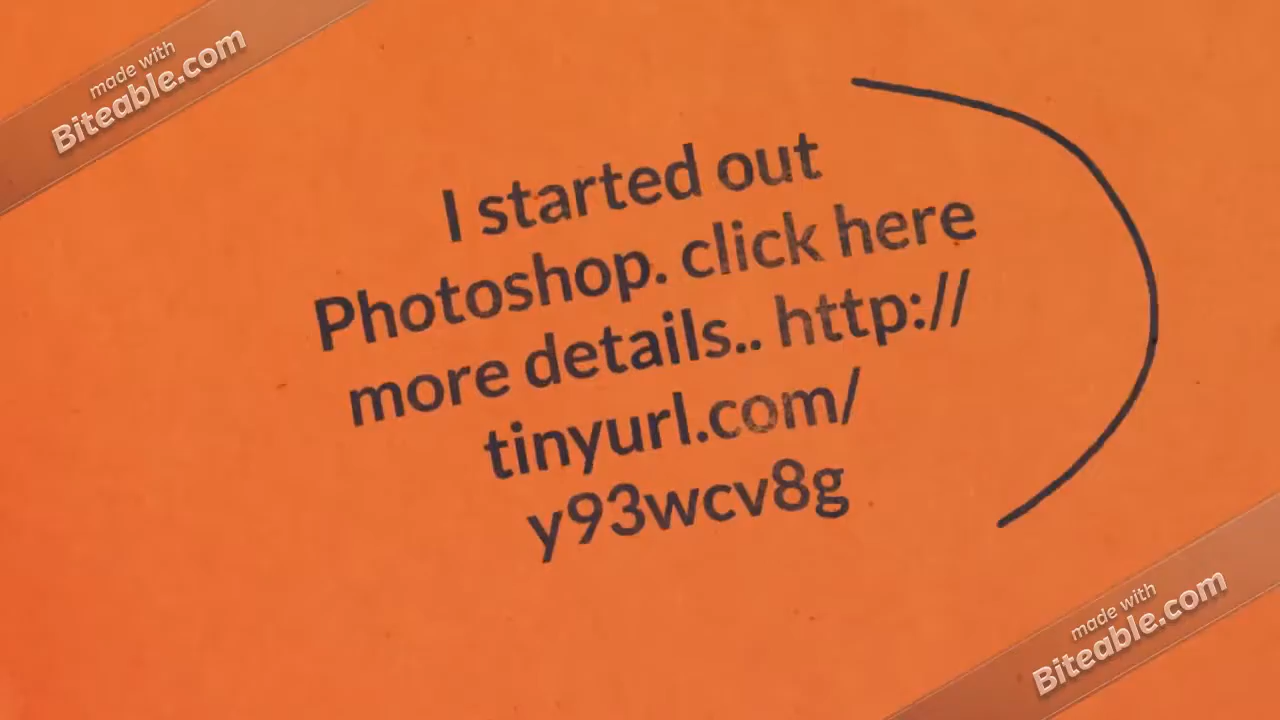 made with
Biteable.com
I started out
Photoshop. click here
more details.. http://
tinyurl.com/
y93wcv8g
made with
Biteable.com